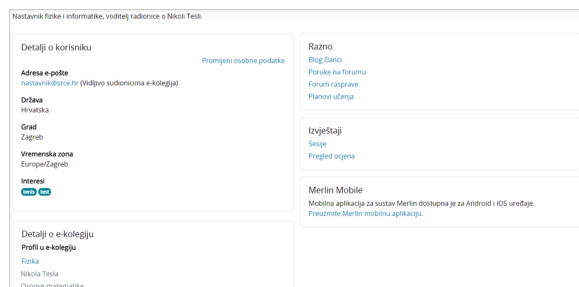 Nastavnik fizike i informatike, voditelj radionice o Nikoli Tesli.
Detalji o korisniku
Promijeni osobne podatke
Adresa e-pošte
nastavnik@srce.hr (Vidljivo sudionicima e-kolegija)
Država
Hrvatska
Grad
Zagreb
Vremenska zona
Europe/Zagreb
Interesi
tenis test
Detalji o e-kolegiju
Profil u e-kolegiju
Fizika
Nikola Tesla
Osnove matematike
Razno
Blog članci
Poruke na forumu
Forum rasprave
Planovi učenja
Izvještaji
Sesije
Pregled ocjena
Merlin Mobile
Mobilna aplikacija za sustav Merlin dostupna je za Android i iOS uređaje.
Preuzmite Merlin mobilnu aplikaciju.